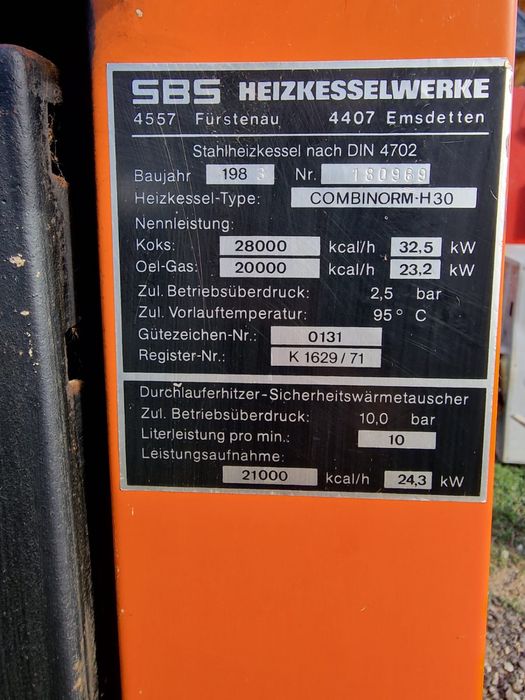 SBS HEIZKESSELWERKE
4557 Fürstenau 4407 Emsdetten
Stahlheizkessel nach DIN 4702
Baujahr 1983 Nr. 180969
Heizkessel-Type: COMBINORM-H30
Nennleistung:
Koks: 28000 kcal/h 32,5 kW
Oel-Gas: 20000 kcal/h 23,2 kW
Zul. Betriebsüberdruck: 2,5 bar
Zul. Vorlauftemperatur: 95° C
Gütezeichen-Nr.: 0131
Register-Nr.: K 1629/71
Durchlauferhitzer-Sicherheitswärmetauscher
Zul. Betriebsüberdruck: 10,0 bar
Literleistung pro min.: 10
Leistungsaufnahme:
21000 kcal/h 24,3 kW